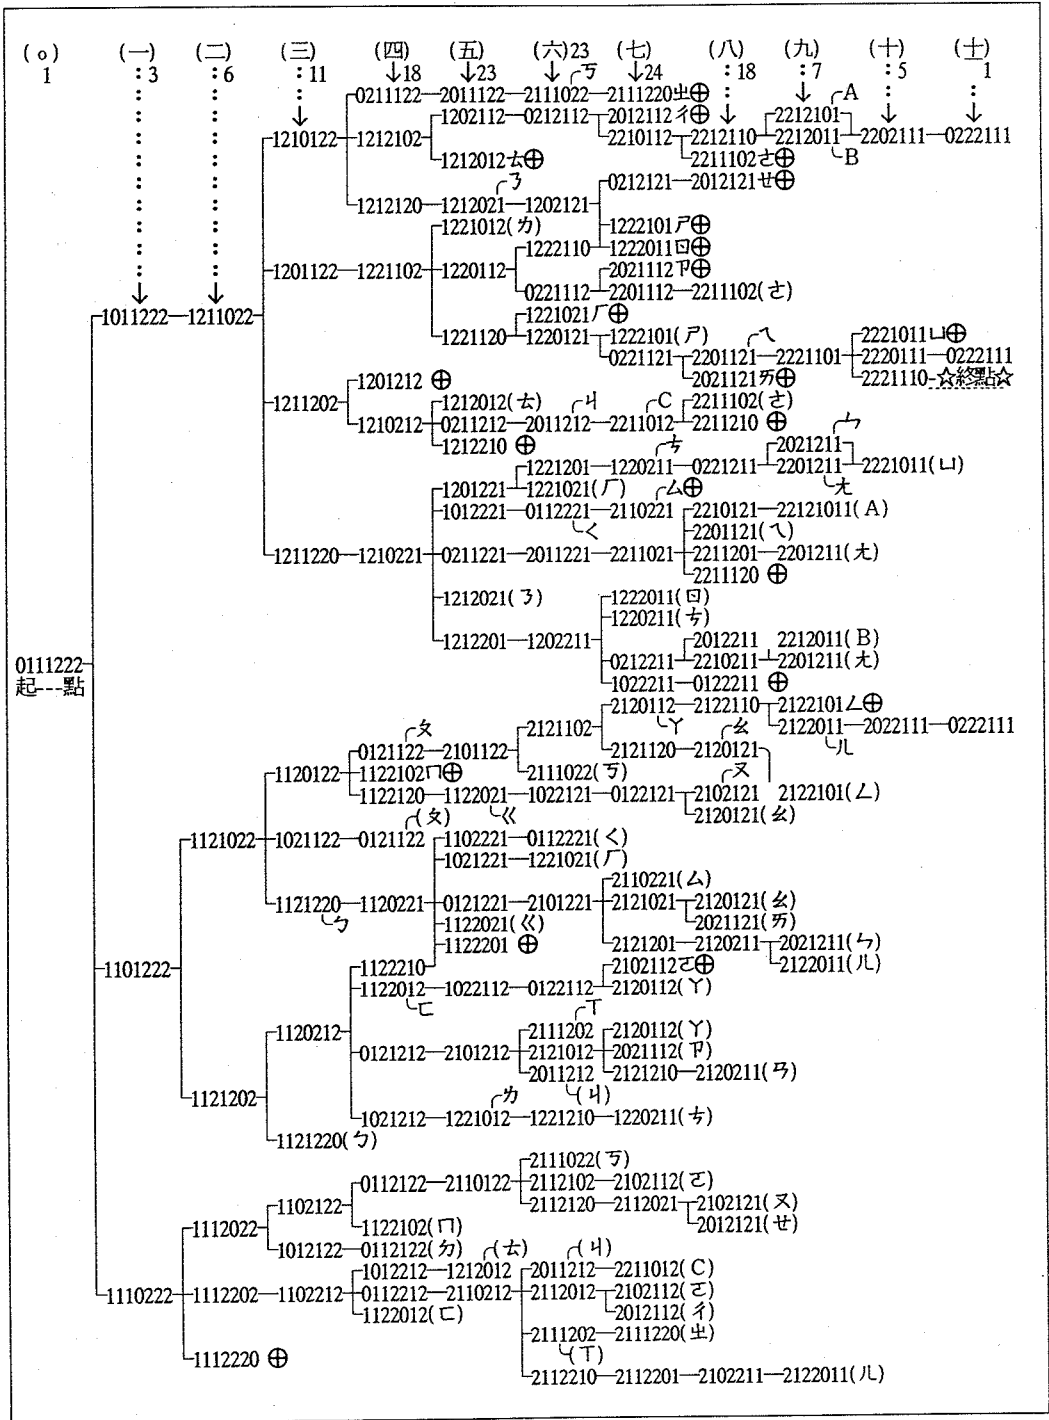 (o) (一) (二) (三) (四) (五) (六)23 (七) (八) (九) (十) (士)
1 :3 :6 :11 ↓18 ↓23 ↓ㄎ ↓24 :18 :7 :5 1
0211122—2011122—2111022—2111220ㄓ⊕ 2212101 A
1202112—0212112 2012112ㄔ⊕
1210122 1212102 2210112 2212110 2212011 2202111—0222111
1212012ㄊ⊕ 2211102ㄜ⊕ B
ㄋ 0212121—2012121ㄝ⊕
1212120—1212021—1202121
1221012(ㄌ) 1222101ㄕ⊕
1222110 1222011ㄖ⊕
1201122—1221102 1220112 2021112ㄗ⊕
0221112 2201112—2211102(ㄜ)
1221021ㄏ⊕
1011222—1211022
1221120 1220121 1222101(ㄕ) ㄟ 2221011ㄩ⊕
0221121 2201121—2221101 2220111—0222111
1201212 ⊕ 2021121ㄞ⊕ 2221110-☆終點☆
1211202 1212012(ㄊ) ㄐ C 2211102(ㄜ)
1210212 0211212—2011212—2211012 2211210 ⊕
1212210 ⊕ ㄘ 2021211 ㄣ
1221201—1220211—0221211 2201211 2221011(ㄩ)
1201221 1221021(ㄏ) ㄙ⊕ ㄤ
1012221—0112221—2110221 2210121—22121011(A)
ㄑ 2201121(ㄟ)
1211220—1210221 0211221—2011221—2211021 2211201—2201211(ㄤ)
2211120 ⊕
1212021(ㄋ) 1222011(ㄖ)
1220211(ㄘ)
1212201—1202211 2012211 2212011(B)
0212211 2210211 2201211(ㄤ)
0111222 1022211—0122211 ⊕
起---點
2120112—2122110 2122101ㄥ⊕
ㄆ 2121102 ㄚ ㄠ 2122011—2022111—0222111
0121122—2101122 2121120—2120121 ㄦ
1120122 1122102ㄇ⊕ 2111022(ㄎ) ㄡ
1122120—1122021—1022121—0122121 2102121 2122101(ㄥ)
(ㄆ) ㄍ 2120121(ㄠ)
1121022 1021122—0121122 1102221—0112221(ㄑ)
1021221—1221021(ㄏ)
2110221(ㄙ)
1121220—1120221 0121221—2101221 2121021 2120121(ㄠ)
ㄅ 1122021(ㄍ) 2021121(ㄞ)
1122201 ⊕ 2121201—2120211 2021211(ㄣ)
1101222 1122210 2102112ㄛ⊕ 2122011(ㄦ)
1122012—1022112—0122112 2120112(ㄚ)
ㄈ ㄒ
1120212 2111202 2120112(ㄚ)
0121212—2101212 2121012 2021112(ㄗ)
2011212 2121210—2120211(ㄢ)
1121202 ㄌ (ㄐ)
1021212—1221012—1221210—1220211(ㄘ)
1121220(ㄅ)
2111022(ㄎ)
0112122—2110122 2112102—2102112(ㄛ)
1102122 2112120—2112021 2102121(ㄡ)
1112022 1122102(ㄇ) 2012121(ㄝ)
1012122—0112122(ㄉ) (ㄊ) (ㄐ)
1012212—1212012 2011212—2211012(C)
1110222 1112202—1102212 0112212—2110212 2112012 2102112(ㄛ)
1122012(ㄈ) 2012112(ㄔ)
2111202—2111220(ㄓ)
1112220 ⊕ (ㄒ)
2112210—2112201—2102211—2122011(ㄦ)